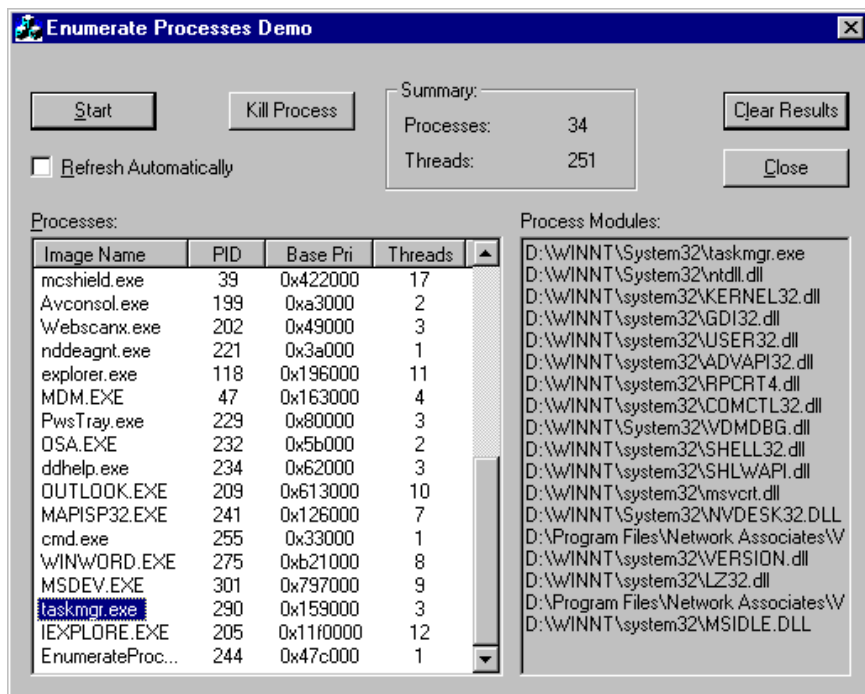 Enumerate Processes Demo
Start
Kill Process
Summary:
Processes: 34
Threads: 251
Clear Results
Close
Refresh Automatically
Processes:
Image Name PID Base Pri Threads
mcshield.exe 39 0x422000 17
Avconsol.exe 199 0xa3000 2
Webscanx.exe 202 0x49000 3
nddeagnt.exe 221 0x3a000 1
explorer.exe 118 0x196000 11
MDM.EXE 47 0x163000 4
PwsTray.exe 229 0x80000 3
OSA.EXE 232 0x5b000 2
ddhelp.exe 234 0x62000 3
OUTLOOK.EXE 209 0x613000 10
MAPISP32.EXE 241 0x126000 7
cmd.exe 255 0x33000 1
WINWORD.EXE 275 0xb21000 8
MSDEV.EXE 301 0x797000 9
taskmgr.exe 290 0x159000 3
IEXPLORE.EXE 205 0x11f0000 12
EnumerateProc... 244 0x47c000 1
Process Modules:
D:\WINNT\System32\taskmgr.exe
D:\WINNT\System32\ntdll.dll
D:\WINNT\system32\KERNEL32.dll
D:\WINNT\system32\GDI32.dll
D:\WINNT\system32\USER32.dll
D:\WINNT\system32\ADVAPI32.dll
D:\WINNT\system32\RPCRT4.dll
D:\WINNT\system32\COMCTL32.dll
D:\WINNT\System32\VDMDBG.dll
D:\WINNT\system32\SHELL32.dll
D:\WINNT\system32\SHLWAPI.dll
D:\WINNT\system32\msvcrt.dll
D:\WINNT\System32\NVDESK32.DLL
D:\Program Files\Network Associates\V
D:\WINNT\system32\VERSION.dll
D:\WINNT\system32\LZ32.dll
D:\Program Files\Network Associates\V
D:\WINNT\system32\MSIDLE.DLL